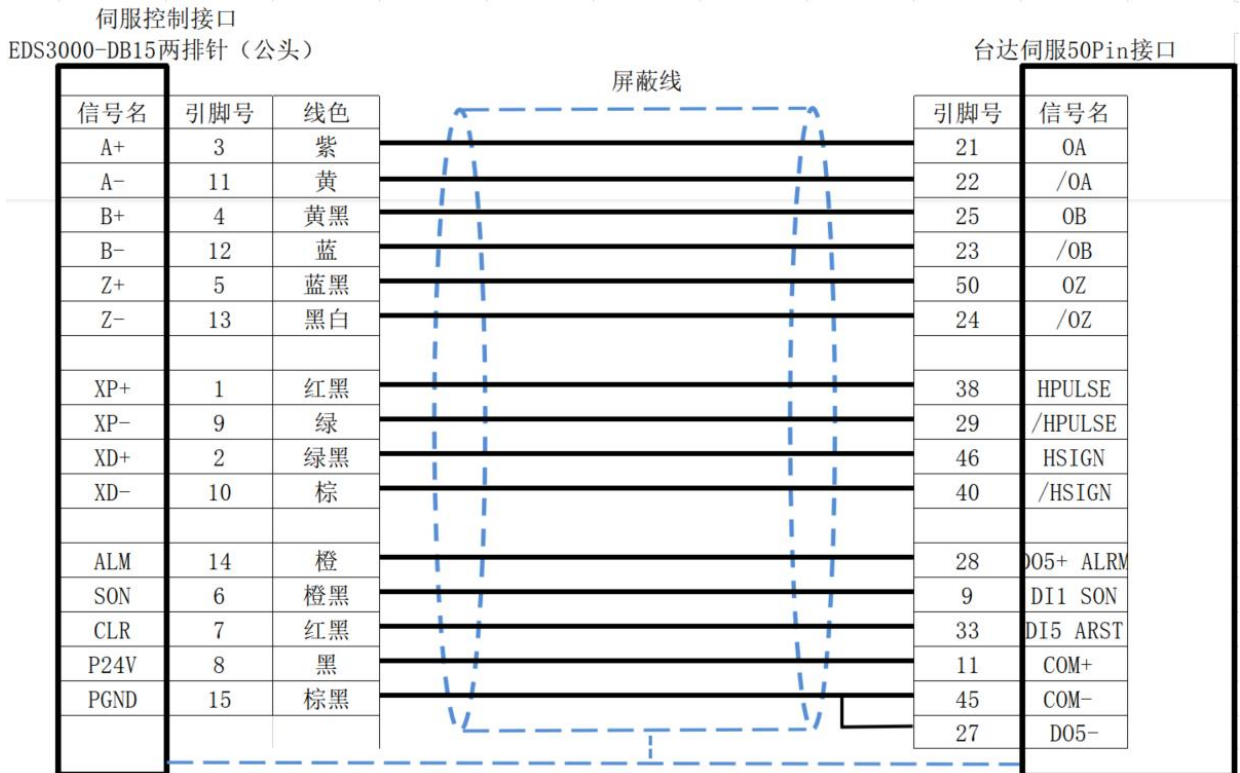 伺服控制接口
EDS3000-DB15两排针（公头）
台达伺服50Pin接口
屏蔽线
信号名 引脚号 线色 引脚号 信号名
A+ 3 紫 21 OA
A- 11 黄 22 /OA
B+ 4 黄黑 25 OB
B- 12 蓝 23 /OB
Z+ 5 蓝黑 50 OZ
Z- 13 黑白 24 /OZ
XP+ 1 红黑 38 HPULSE
XP- 9 绿 29 /HPULSE
XD+ 2 绿黑 46 HSIGN
XD- 10 棕 40 /HSIGN
ALM 14 橙 28 DO5+ ALRM
SON 6 橙黑 9 DI1 SON
CLR 7 红黑 33 DI5 ARST
P24V 8 黑 11 COM+
PGND 15 棕黑 45 COM-
27 DO5-